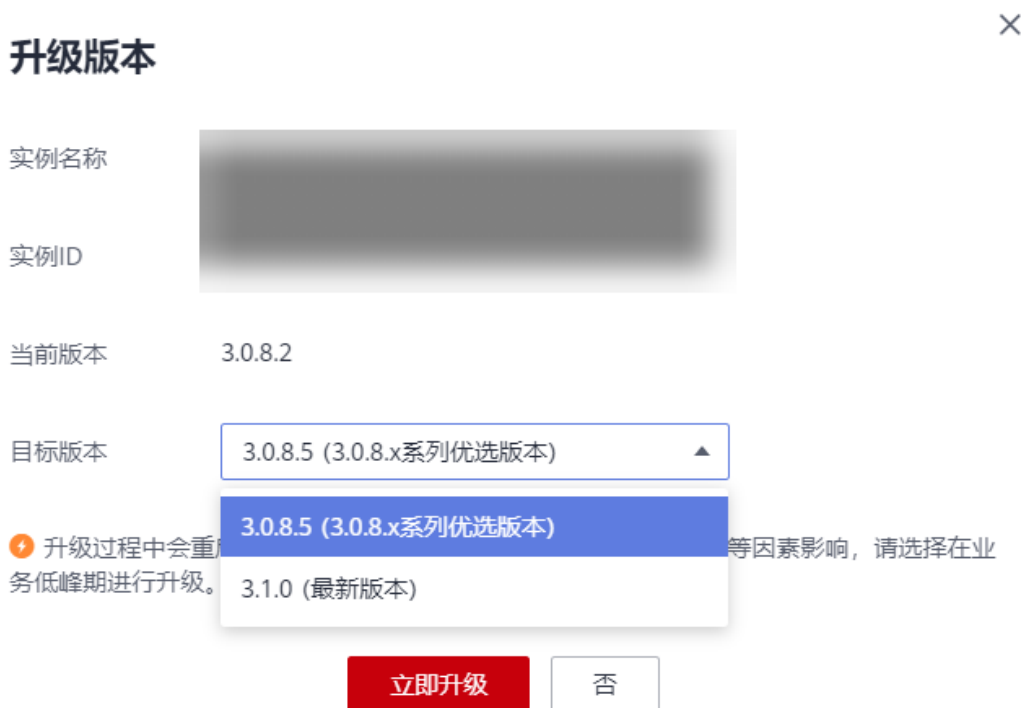 升级版本
实例名称
实例ID
当前版本 3.0.8.2
目标版本 3.0.8.5 (3.0.8.x系列优选版本)
3.0.8.5 (3.0.8.x系列优选版本)
3.1.0 (最新版本)
升级过程中会重 等因素影响，请选择在业
务低峰期进行升级。
立即升级 否